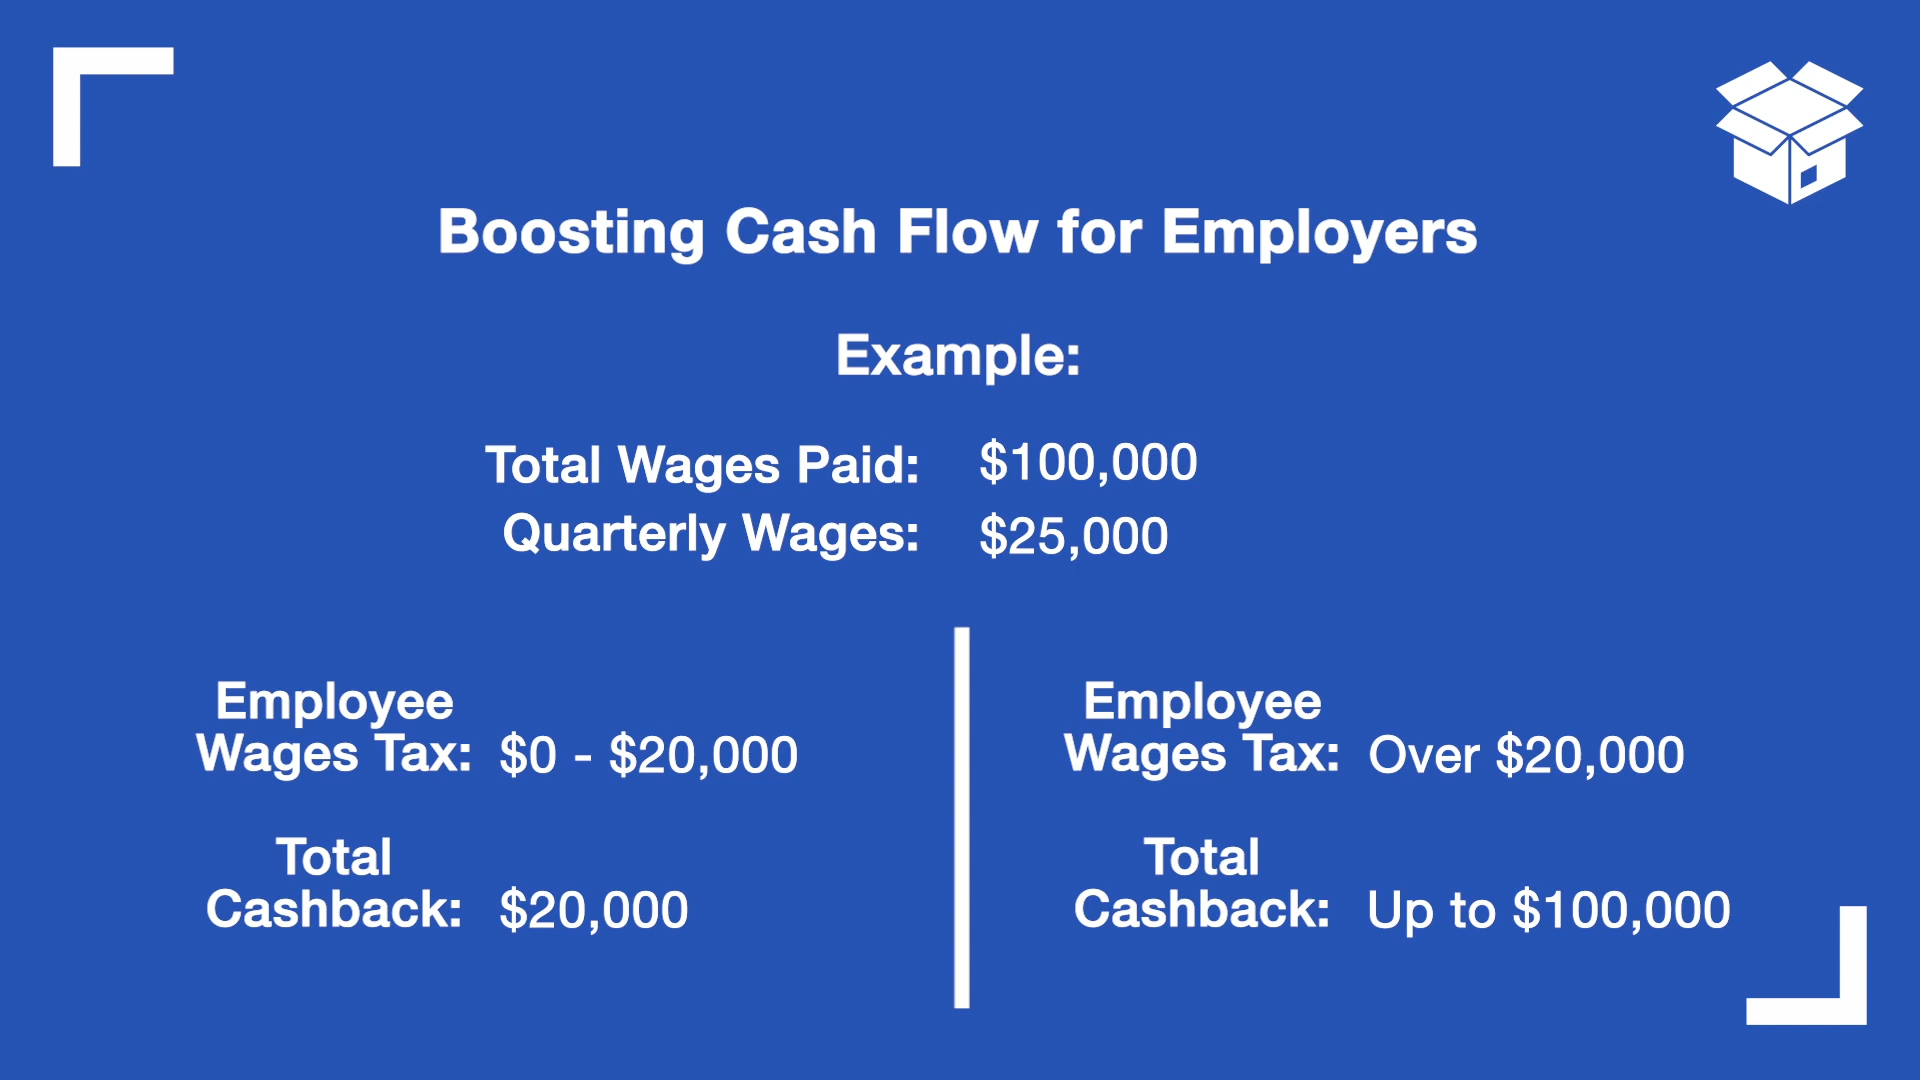 Boosting Cash Flow for Employers
Example:
Total Wages Paid: $100,000
Quarterly Wages: $25,000
Employee
Wages Tax: $0 - $20,000
Total
Cashback: $20,000
Employee
Wages Tax: Over $20,000
Total
Cashback: Up to $100,000